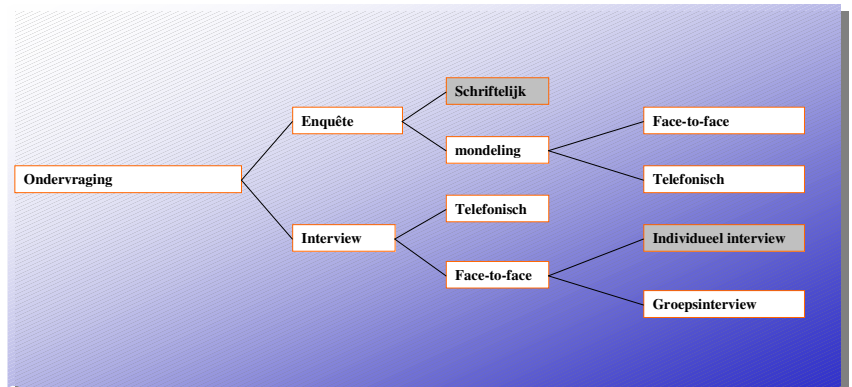 Schriftelijk
Enquête
Face-to-face
mondeling
Ondervraging
Telefonisch
Telefonisch
Interview
Individueel interview
Face-to-face
Groepsinterview